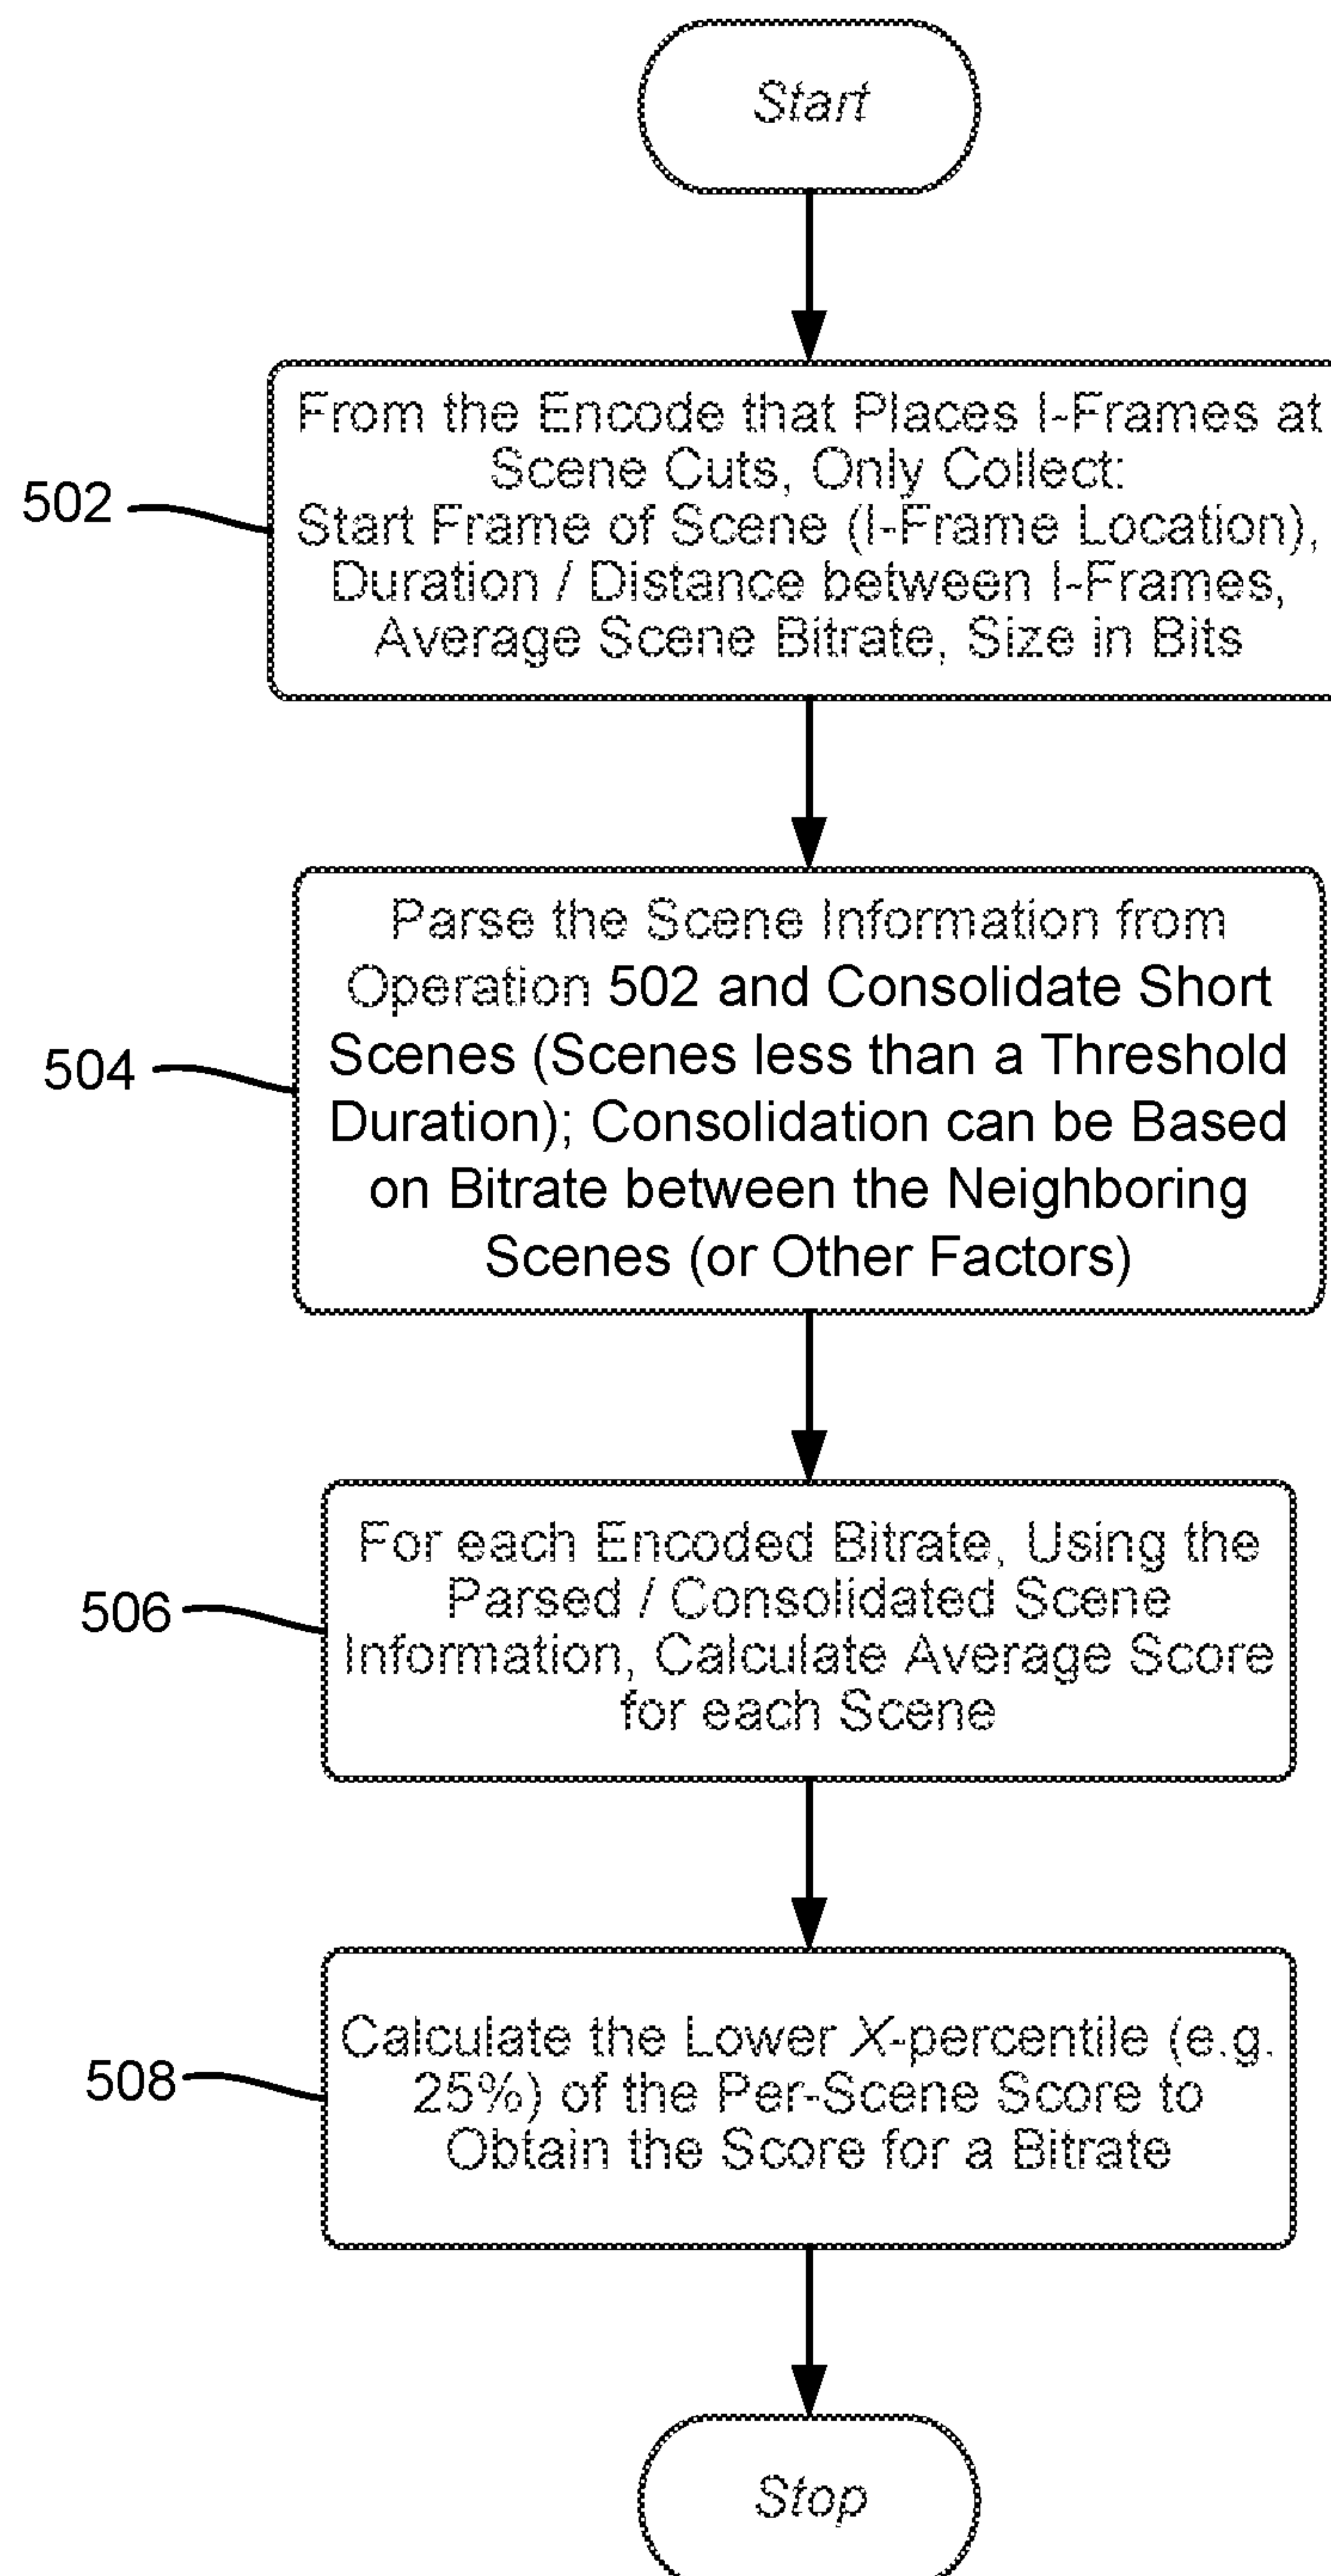 Start
502
From the Encode that Places I-Frames at
Scene Cuts, Only Collect:
Start Frame of Scene (I-Frame Location),
Duration / Distance between I-Frames,
Average Scene Bitrate, Size in Bits
504
Parse the Scene Information from
Operation 502 and Consolidate Short
Scenes (Scenes less than a Threshold
Duration); Consolidation can be Based
on Bitrate between the Neighboring
Scenes (or Other Factors)
506
For each Encoded Bitrate, Using the
Parsed / Consolidated Scene
Information, Calculate Average Score
for each Scene
508
Calculate the Lower X-percentile (e.g.
25%) of the Per-Scene Score to
Obtain the Score for a Bitrate
Stop